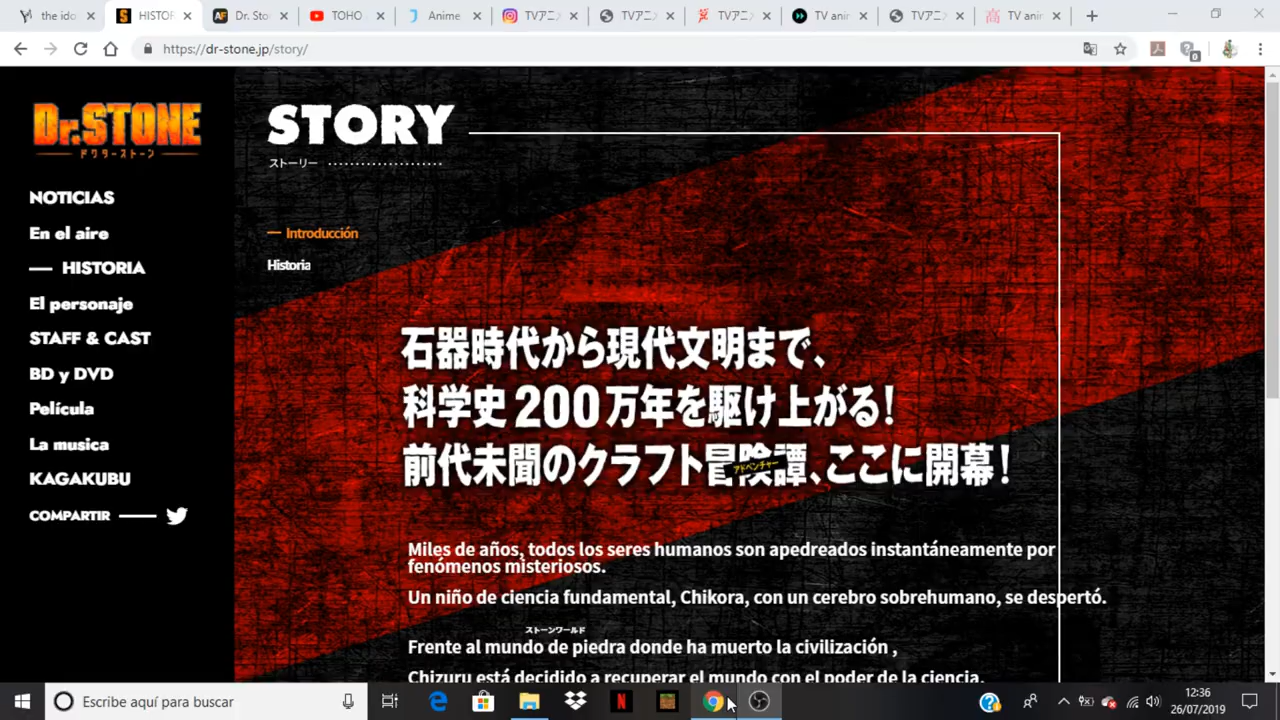 the ido
HISTOR
Dr. Sto
TOHO
Anime
TVアニメ
TVアニメ
TVアニメ
TV anir
TVアニメ
TV anir
https://dr-stone.jp/story/
0
Dr.STONE
ドクターストーン
NOTICIAS
En el aire
HISTORIA
El personaje
STAFF & CAST
BD y DVD
Película
La musica
KAGAKUBU
COMPARTIR
STORY
ストーリー
Introducción
Historia
石器時代から現代文明まで、
科学史200万年を駆け上がる!
前代未聞のクラフト冒険譚、ここに開幕!
アドベンチャー
Miles de años, todos los seres humanos son apedreados instantáneamente por
fenómenos misteriosos.
Un niño de ciencia fundamental, Chikora, con un cerebro sobrehumano, se despertó.
ストーンワールド
Frente al mundo de piedra donde ha muerto la civilización ,
Chizuru está decidido a recuperar el mundo con el poder de la ciencia.
Escribe aquí para buscar
12:36
26/07/2019